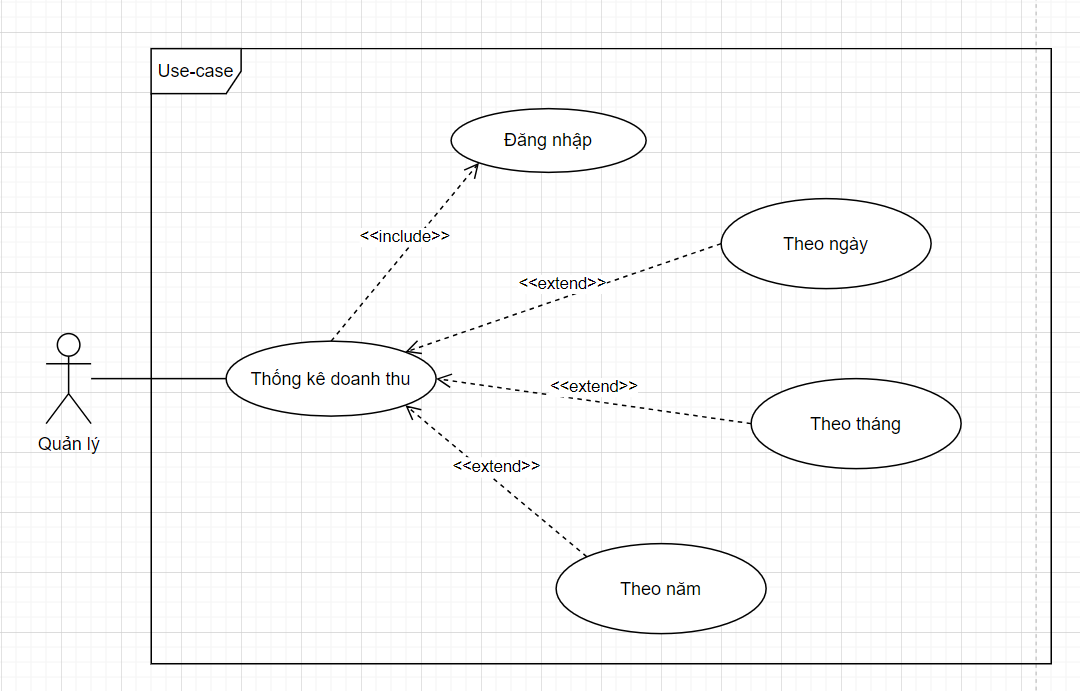 Use-case
Đăng nhập
<<include>>
Theo ngày
<<extend>>
Thống kê doanh thu
<<extend>>
Theo tháng
Quản lý
<<extend>>
Theo năm